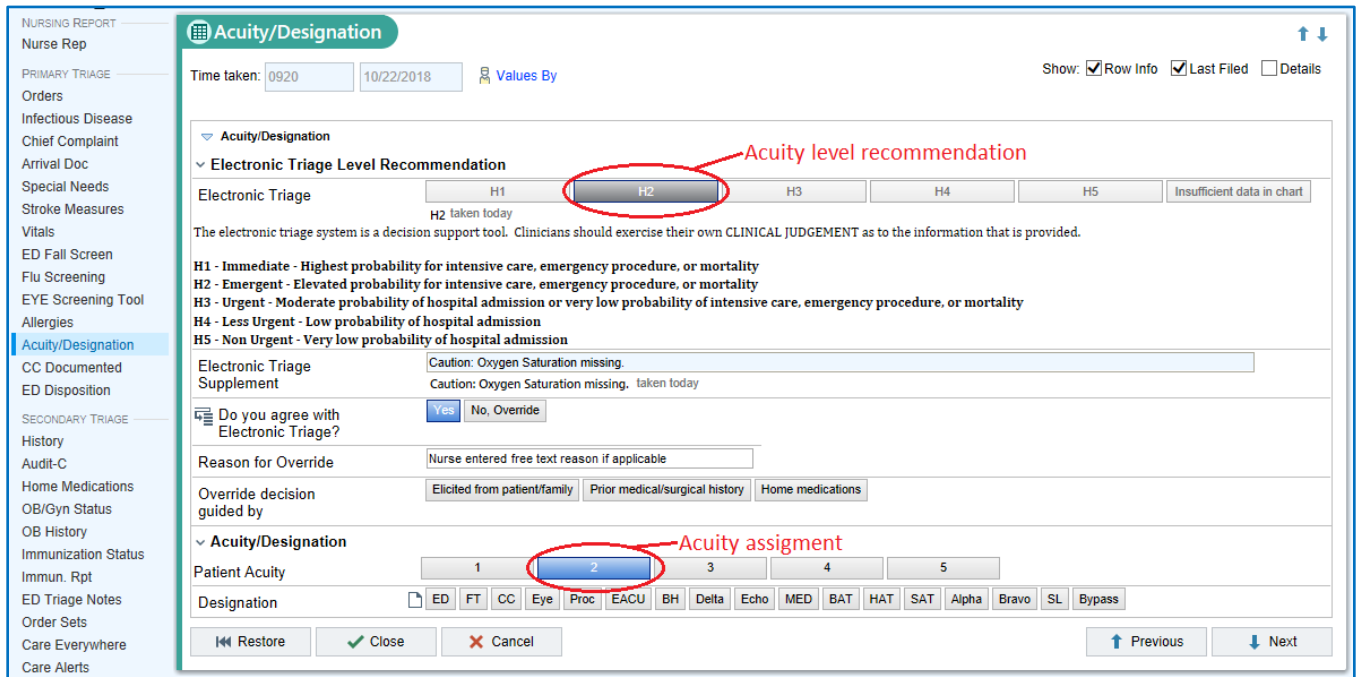 NURSING REPORT
Nurse Rep
PRIMARY TRIAGE
Orders
Infectious Disease
Chief Complaint
Arrival Doc
Special Needs
Stroke Measures
Vitals
ED Fall Screen
Flu Screening
EYE Screening Tool
Allergies
Acuity/Designation
CC Documented
ED Disposition
SECONDARY TRIAGE
History
Audit-C
Home Medications
OB/Gyn Status
OB History
Immunization Status
Immun. Rpt
ED Triage Notes
Order Sets
Care Everywhere
Care Alerts
Acuity/Designation
Time taken: 0920 10/22/2018 Values By Show: Row Info Last Filed Details
Acuity/Designation
Electronic Triage Level Recommendation
Acuity level recommendation
Electronic Triage H1 H2 H3 H4 H5 Insufficient data in chart
H2 taken today
The electronic triage system is a decision support tool. Clinicians should exercise their own CLINICAL JUDGEMENT as to the information that is provided.
H1 - Immediate - Highest probability for intensive care, emergency procedure, or mortality
H2 - Emergent - Elevated probability for intensive care, emergency procedure, or mortality
H3 - Urgent - Moderate probability of hospital admission or very low probability of intensive care, emergency procedure, or mortality
H4 - Less Urgent - Low probability of hospital admission
H5 - Non Urgent - Very low probability of hospital admission
Electronic Triage Supplement
Caution: Oxygen Saturation missing.
Caution: Oxygen Saturation missing. taken today
Do you agree with Electronic Triage? Yes No, Override
Reason for Override Nurse entered free text reason if applicable
Override decision guided by Elicited from patient/family Prior medical/surgical history Home medications
Acuity/Designation
Acuity assigment
Patient Acuity 1 2 3 4 5
Designation ED FT CC Eye Proc EACU BH Delta Echo MED BAT HAT SAT Alpha Bravo SL Bypass
Restore Close Cancel Previous Next